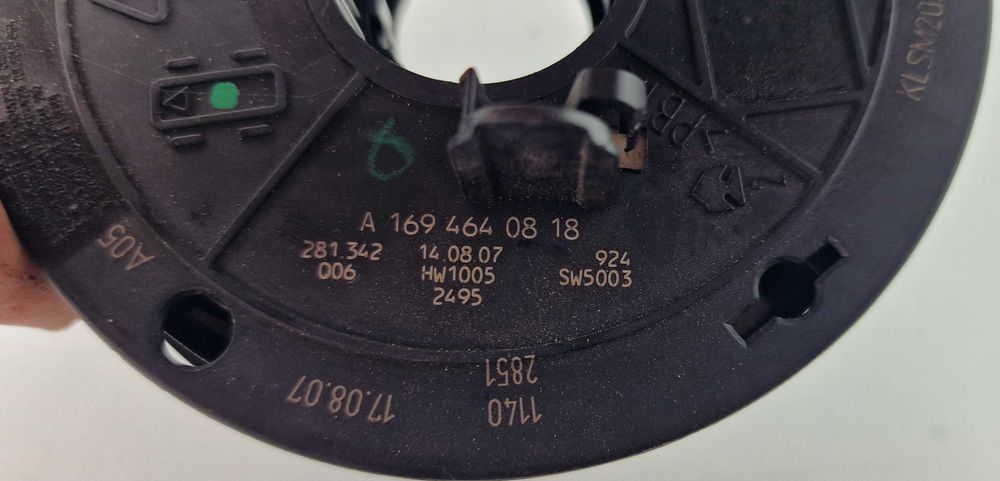 KLSM20
A 169 464 08 18
281.342 14.08.07 924
006 HW1005 SW5003
2495
A05
17.08.07
1140
2851